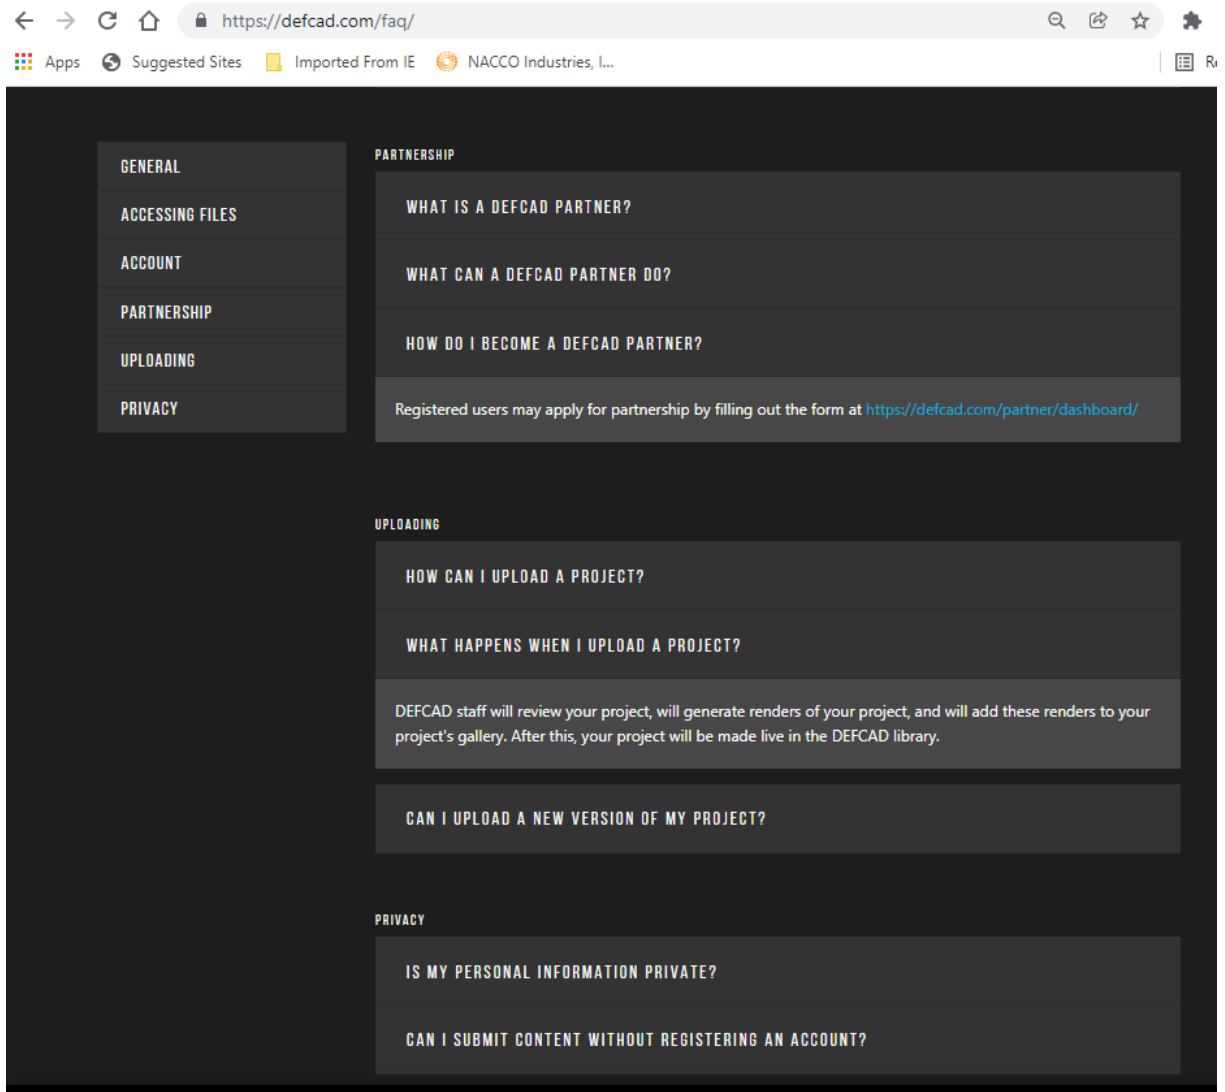 https://defcad.com/faq/
Apps Suggested Sites Imported From IE NACCO Industries, I...
GENERAL
ACCESSING FILES
ACCOUNT
PARTNERSHIP
UPLOADING
PRIVACY
PARTNERSHIP
WHAT IS A DEFCAD PARTNER?
WHAT CAN A DEFCAD PARTNER DO?
HOW DO I BECOME A DEFCAD PARTNER?
Registered users may apply for partnership by filling out the form at https://defcad.com/partner/dashboard/
UPLOADING
HOW CAN I UPLOAD A PROJECT?
WHAT HAPPENS WHEN I UPLOAD A PROJECT?
DEFCAD staff will review your project, will generate renders of your project, and will add these renders to your
project's gallery. After this, your project will be made live in the DEFCAD library.
CAN I UPLOAD A NEW VERSION OF MY PROJECT?
PRIVACY
IS MY PERSONAL INFORMATION PRIVATE?
CAN I SUBMIT CONTENT WITHOUT REGISTERING AN ACCOUNT?